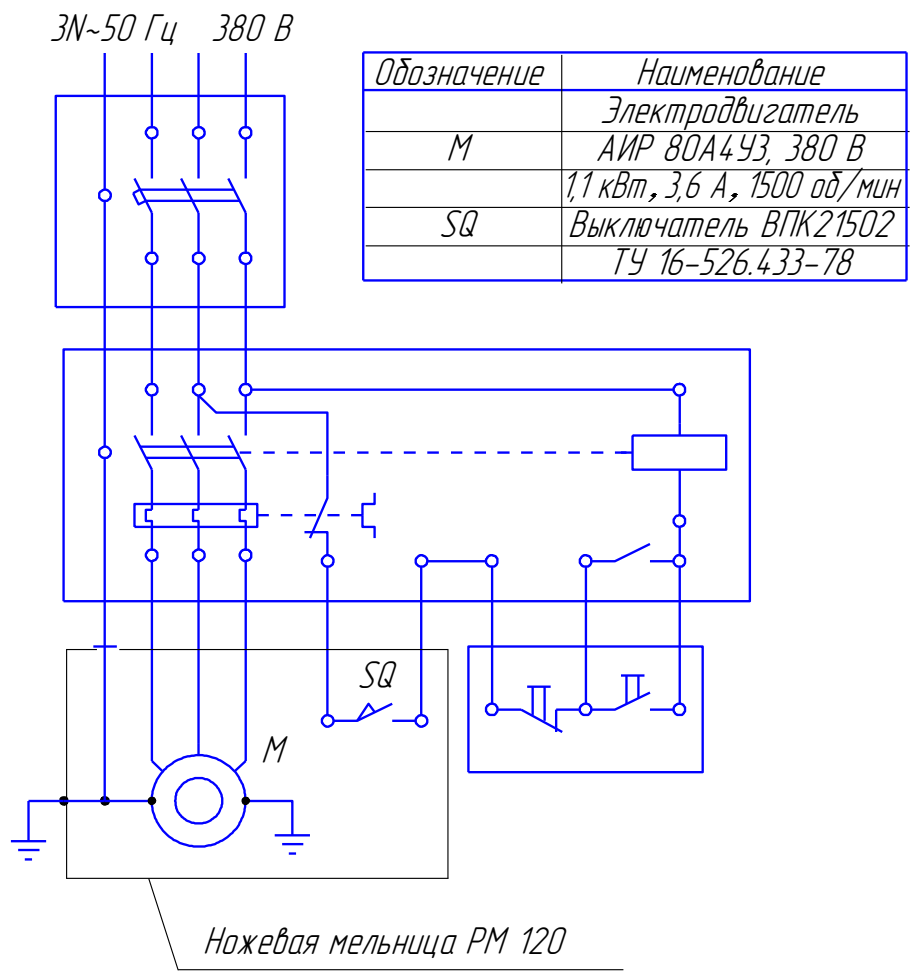 3N~50 Гц 380 В
Обозначение Наименование
Электродвигатель
М АИР 80А4У3, 380 В
1,1 кВт, 3,6 А, 1500 об/мин
SQ Выключатель ВПК21502
ТУ 16-526.433-78
SQ
М
Ножевая мельница РМ 120